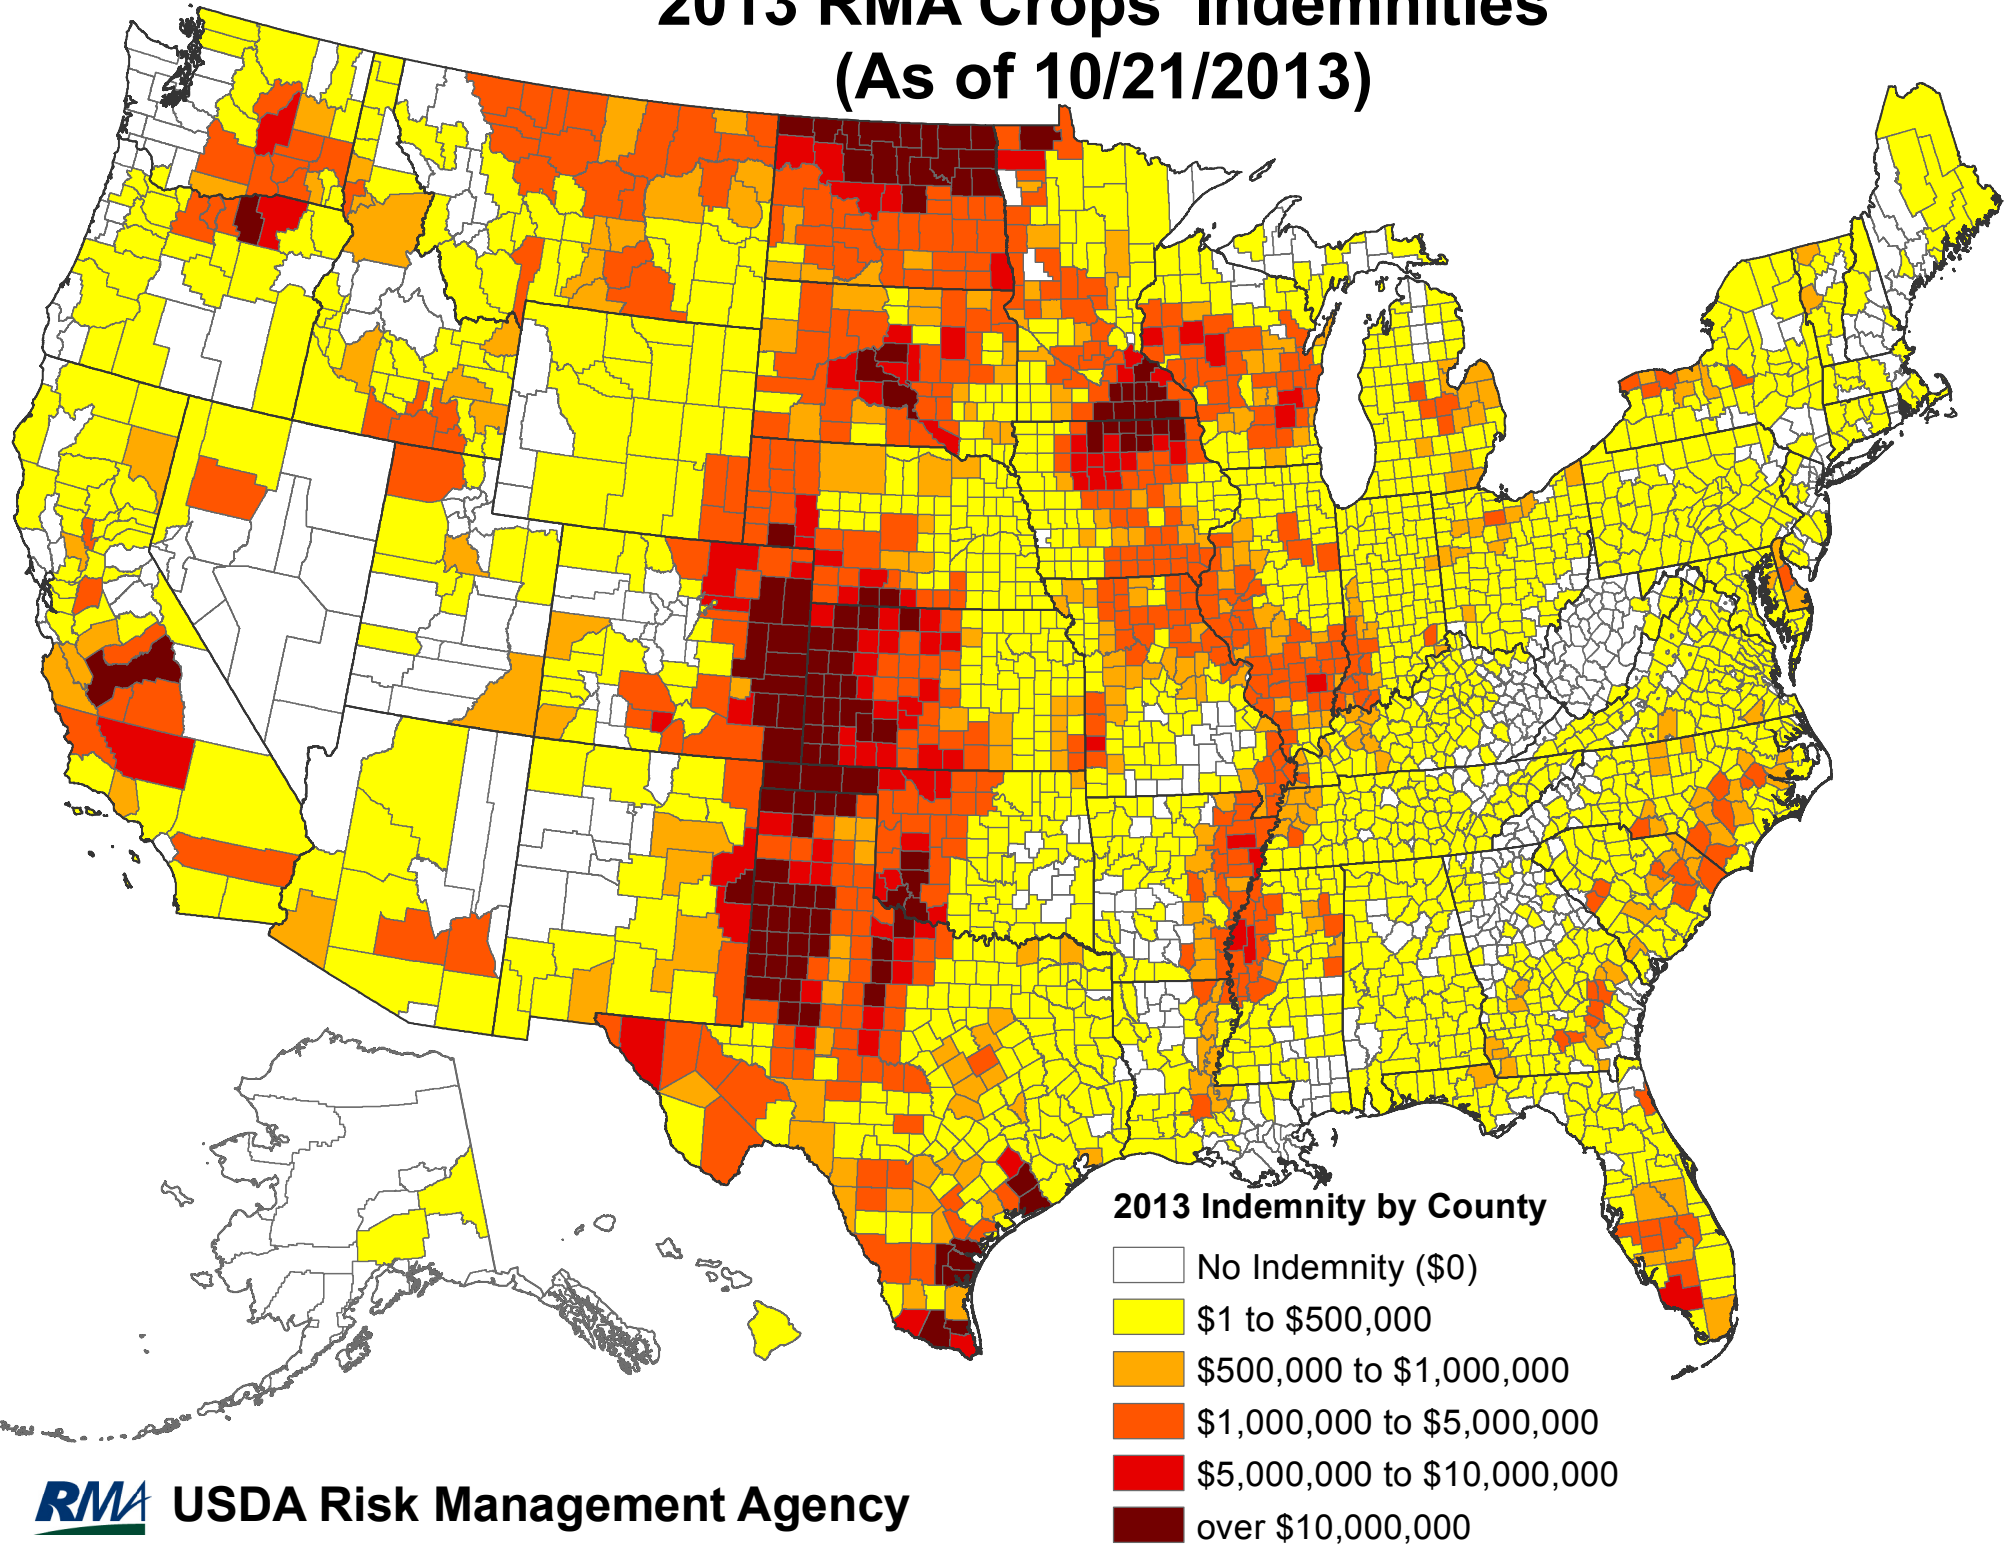 2013 RMA Crops' Indemnities
(As of 10/21/2013)
2013 Indemnity by County
No Indemnity ($0)
$1 to $500,000
$500,000 to $1,000,000
$1,000,000 to $5,000,000
$5,000,000 to $10,000,000
over $10,000,000
RMA USDA Risk Management Agency